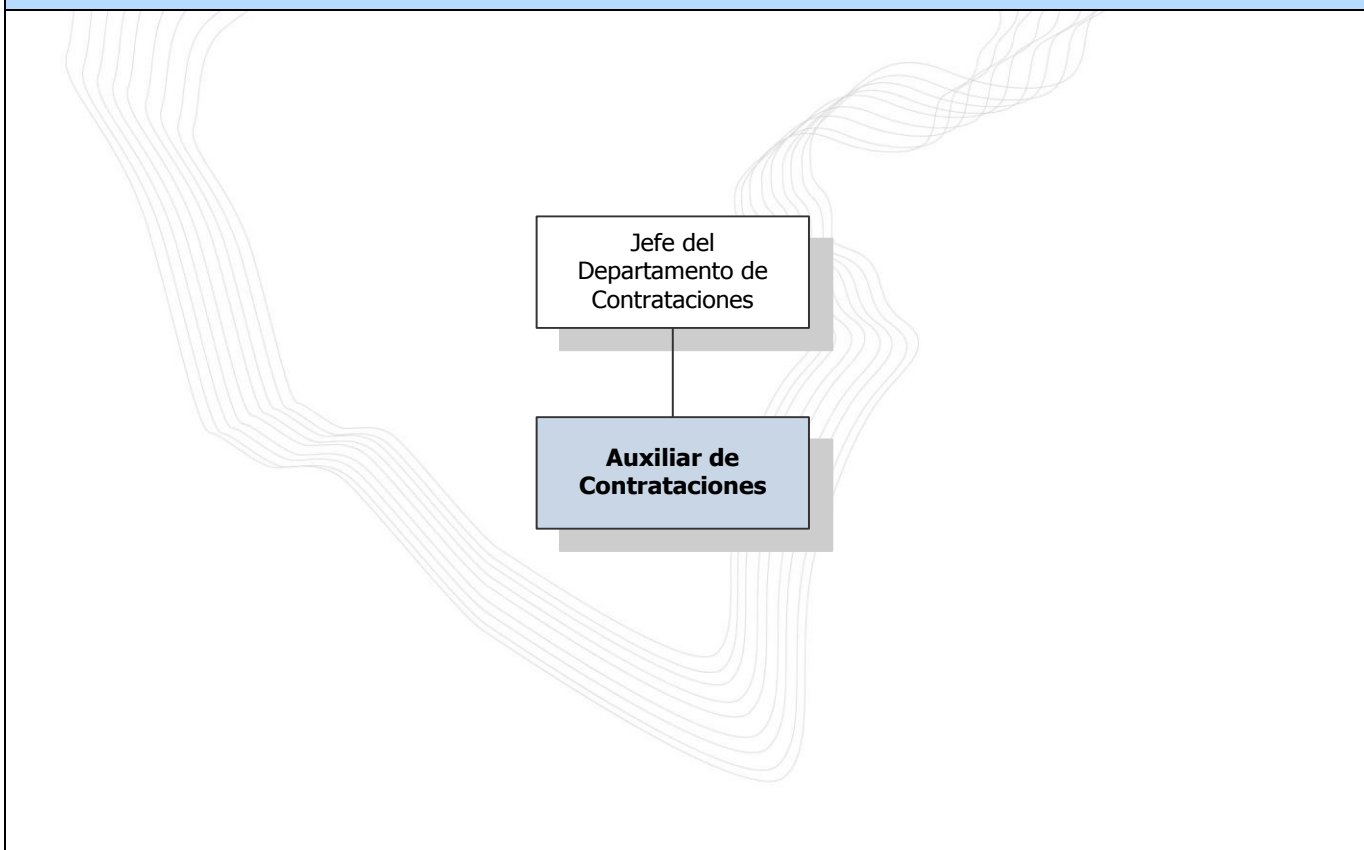 Jefe del
Departamento de
Contrataciones
Auxiliar de
Contrataciones